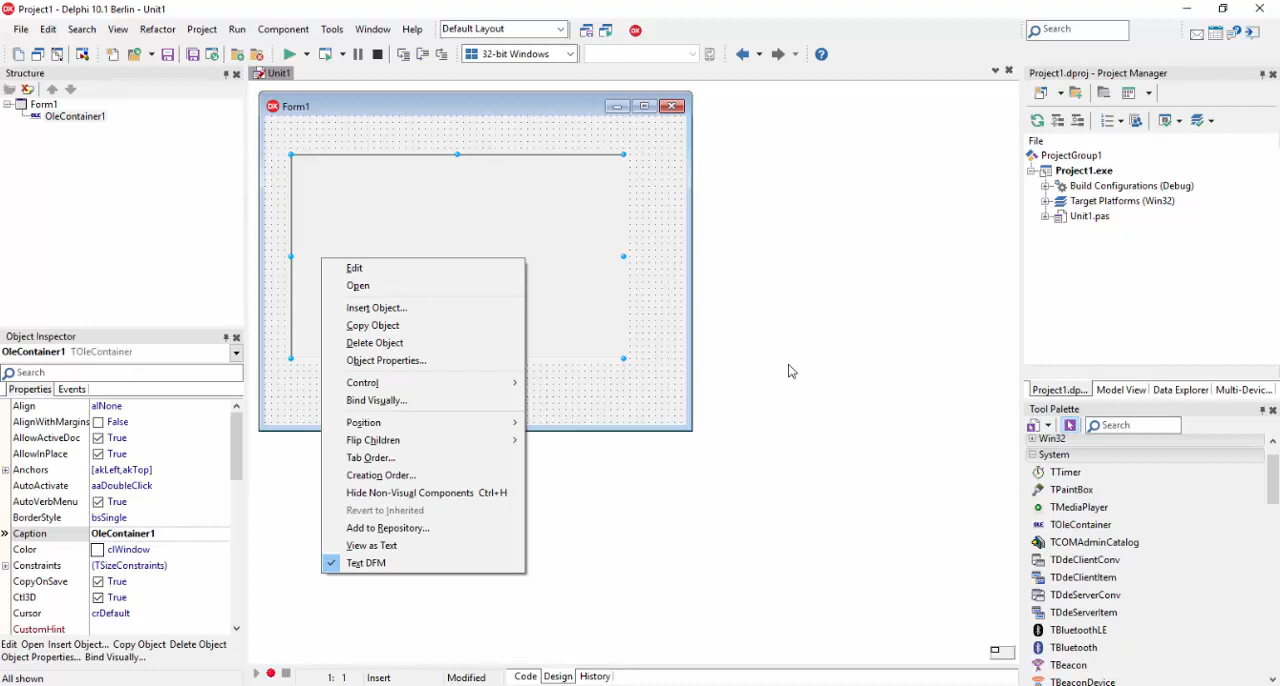 Project1 - Delphi 10.1 Berlin - Unit1
File Edit Search View Refactor Project Run Component Tools Window Help
Default Layout
Search
32-bit Windows
Structure
Form1
OleContainer1
Unit1
Form1
Edit
Open
Insert Object...
Copy Object
Delete Object
Object Properties...
Control
Bind Visually...
Position
Flip Children
Tab Order...
Creation Order...
Hide Non-Visual Components Ctrl+H
Revert to Inherited
Add to Repository...
View as Text
Text DFM
Object Inspector
OleContainer1 TOleContainer
Search
Properties Events
Align alNone
AlignWithMargins False
AllowActiveDoc True
AllowInPlace True
Anchors [akLeft,akTop]
AutoActivate aaDoubleClick
AutoVerbMenu True
BorderStyle bsSingle
Caption OleContainer1
Color clWindow
Constraints (TSizeConstraints)
CopyOnSave True
Ctl3D True
Cursor crDefault
CustomHint
Edit Open Insert Object... Copy Object Delete Object
Object Properties... Bind Visually...
All shown
1: 1 Insert Modified Code Design History
Project1.dproj - Project Manager
File
ProjectGroup1
Project1.exe
Build Configurations (Debug)
Target Platforms (Win32)
Unit1.pas
Project1.dp... Model View Data Explorer Multi-Devic...
Tool Palette
Search
Win32
System
TTimer
TPaintBox
TMediaPlayer
OLE TOleContainer
TCOMAdminCatalog
TDdeClientConv
TDdeClientItem
TDdeServerConv
TDdeServerItem
TBluetoothLE
TBluetooth
TBeacon
TBeaconDevice